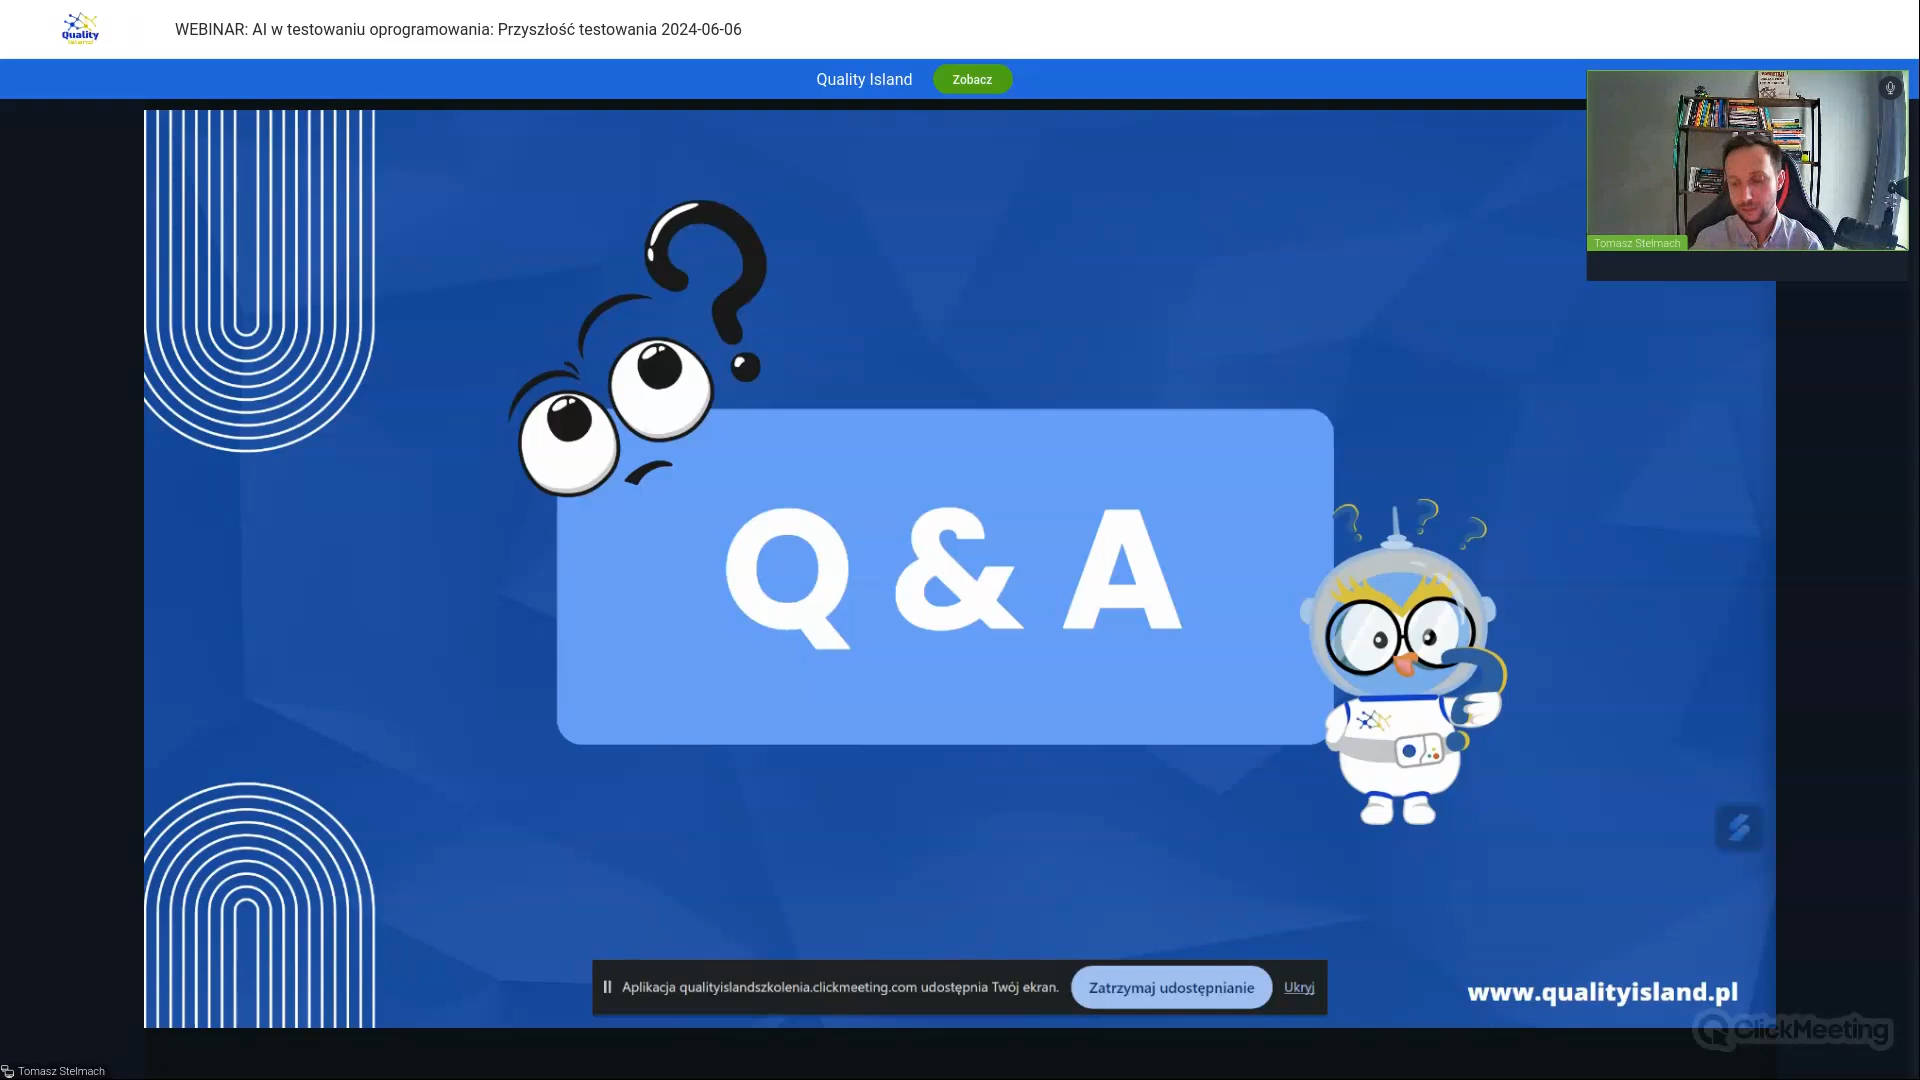 Quality
Island
WEBINAR: AI w testowaniu oprogramowania: Przyszłość testowania 2024-06-06
Quality Island
Zobacz
Tomasz Stelmach
Q & A
Aplikacja qualityislandszkolenia.clickmeeting.com udostępnia Twój ekran.
Zatrzymaj udostępnianie
Ukryj
www.qualityisland.pl
ClickMeeting
Tomasz Stelmach